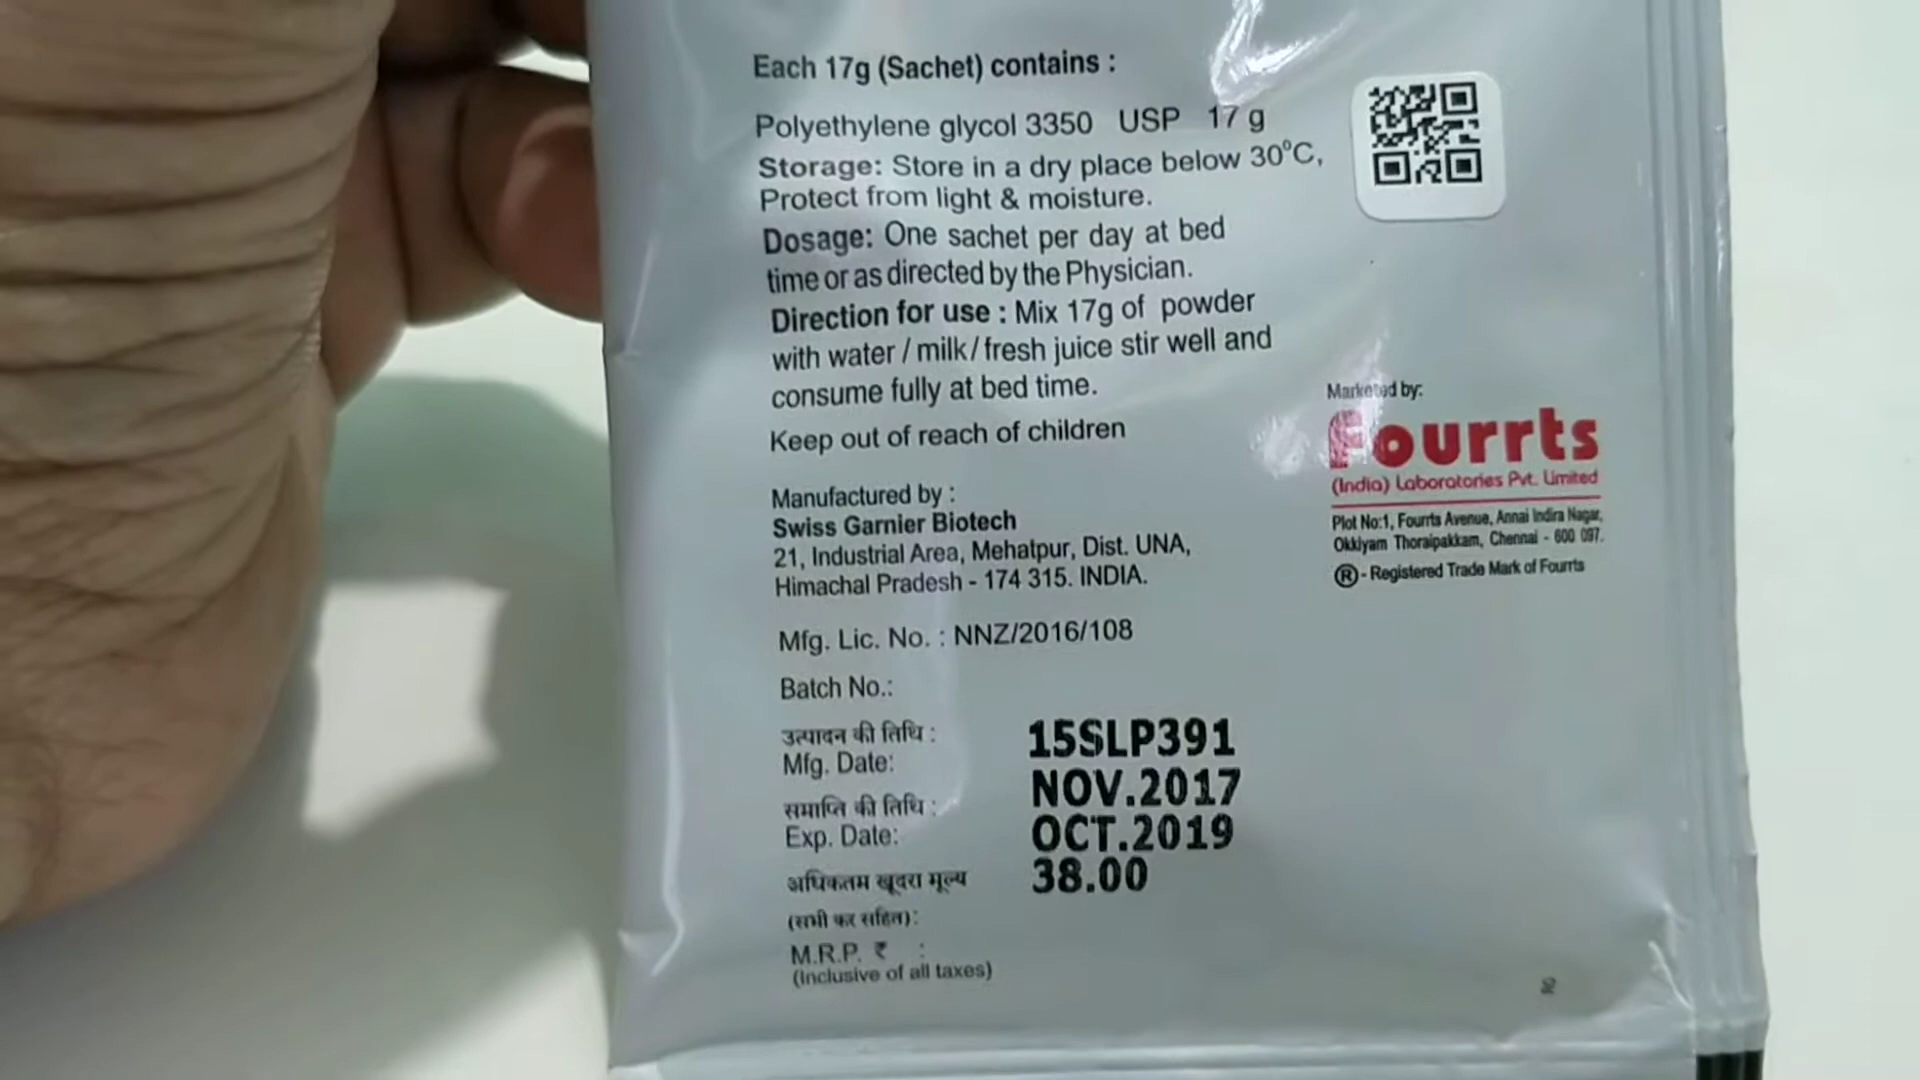 Each 17g (Sachet) contains :
Polyethylene glycol 3350 USP 17 g
Storage: Store in a dry place below 30°C,
Protect from light & moisture.
Dosage: One sachet per day at bed
time or as directed by the Physician.
Direction for use : Mix 17g of powder
with water / milk / fresh juice stir well and
consume fully at bed time.
Keep out of reach of children
Manufactured by :
Swiss Garnier Biotech
21, Industrial Area, Mehatpur, Dist. UNA,
Himachal Pradesh - 174 315. INDIA.
Mfg. Lic. No. : NNZ/2016/108
Batch No.:
उत्पादन की तिथि :
Mfg. Date:
समाप्ति की तिथि :
Exp. Date:
अधिकतम खूदरा मूल्य
(सभी कर सहित):
M.R.P. ₹ :
(Inclusive of all taxes)
15SLP391
NOV.2017
OCT.2019
38.00
Marketed by:
Fourrts
(India) Laboratories Pvt. Limited
Plot No:1, Fourrts Avenue, Annai Indira Nagar,
Okkiyam Thoraipakkam, Chennai - 600 097.
® - Registered Trade Mark of Fourrts